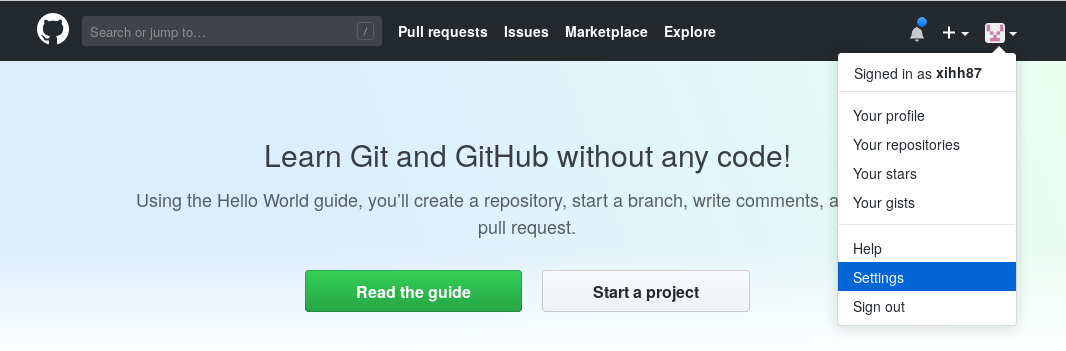 Search or jump to…
/
Pull requests
Issues
Marketplace
Explore
Signed in as xihh87
Your profile
Your repositories
Your stars
Your gists
Help
Settings
Sign out
Learn Git and GitHub without any code!
Using the Hello World guide, you’ll create a repository, start a branch, write comments, a
pull request.
Read the guide
Start a project